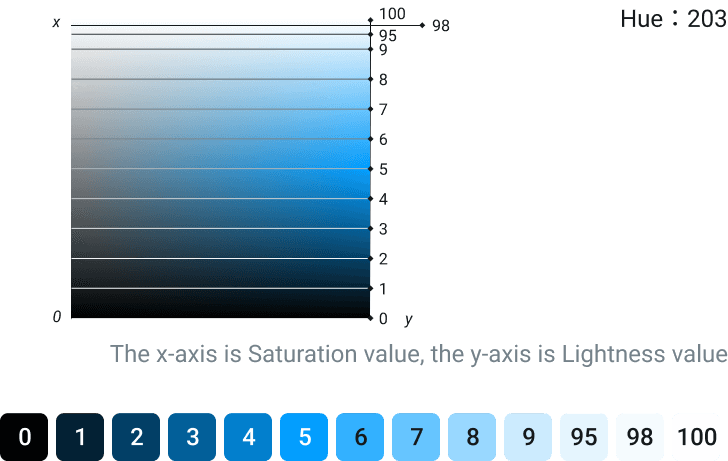 Hue：203
x
100
98
95
9
8
7
6
5
4
3
2
1
0
0 y
The x-axis is Saturation value, the y-axis is Lightness value
0 1 2 3 4 5 6 7 8 9 95 98 100